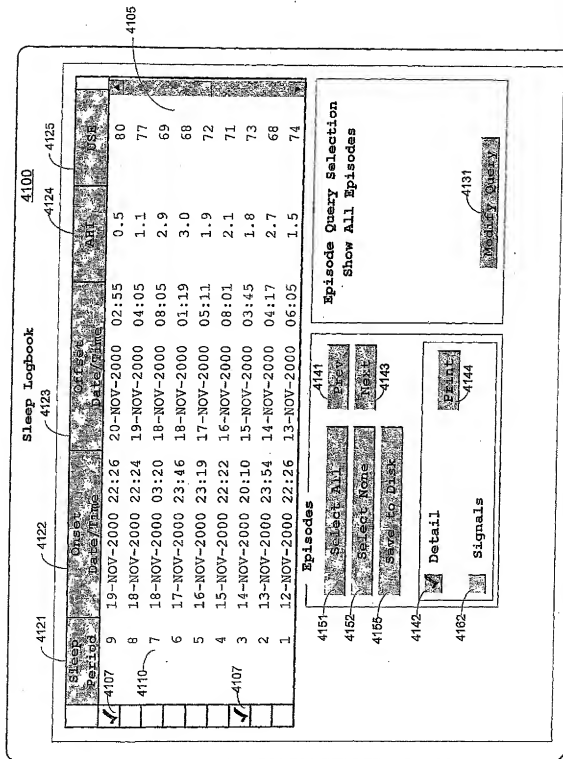 4100
Sleep Logbook
4121
4122
4123
4124
4125
Sleep Period
Onset Date/Time
Offset Date/Time
AHI
USE
9 19-NOV-2000 22:26 20-NOV-2000 02:55 0.5 80
8 18-NOV-2000 22:24 19-NOV-2000 04:05 1.1 77
7 18-NOV-2000 03:20 18-NOV-2000 08:05 2.9 69
6 17-NOV-2000 23:46 18-NOV-2000 01:19 3.0 68
5 16-NOV-2000 23:19 17-NOV-2000 05:11 1.9 72
4 15-NOV-2000 22:22 16-NOV-2000 08:01 2.1 71
3 14-NOV-2000 20:10 15-NOV-2000 03:45 1.8 73
2 13-NOV-2000 23:54 14-NOV-2000 04:17 2.7 68
1 12-NOV-2000 22:26 13-NOV-2000 06:05 1.5 74
4107
4110
4107
4105
Episodes
4151
Select All
Prev
4141
4152
Select None
Next
4143
4155
Save to Disk
4142
Detail
Print
4144
4162
Signals
Episode Query Selection
Show All Episodes
4131
Modify Query